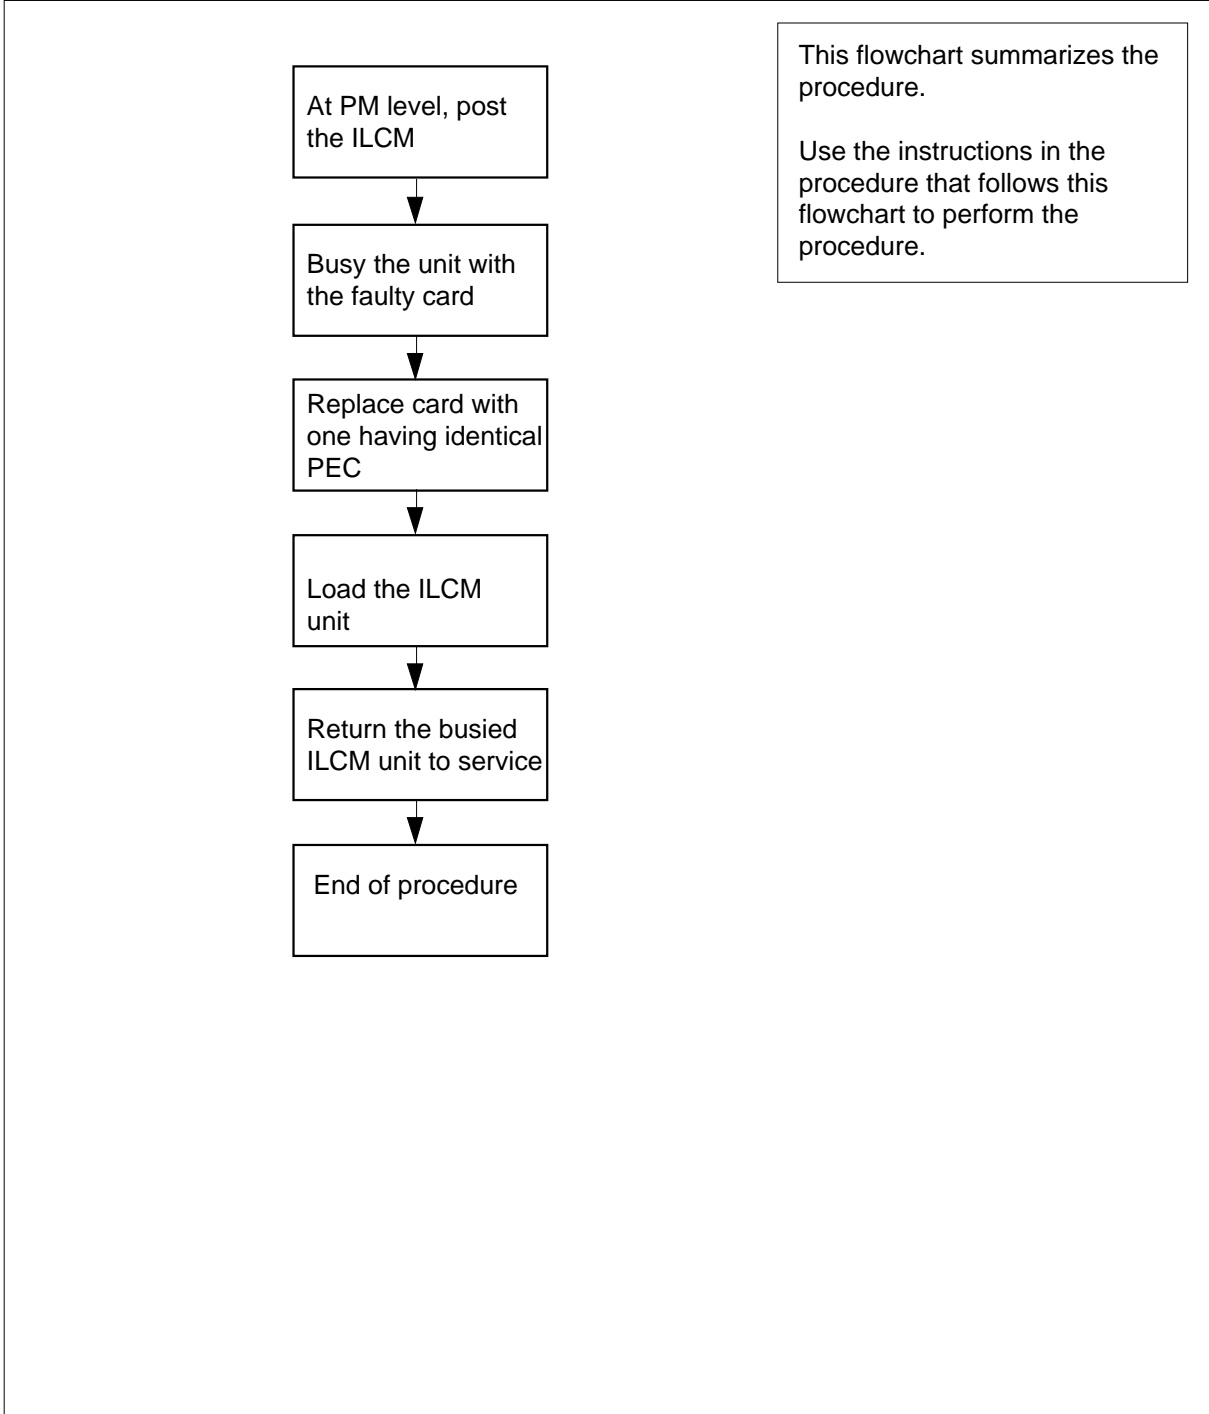 At PM level, post
the ILCM
Busy the unit with
the faulty card
Replace card with
one having identical
PEC
Load the ILCM
unit
Return the busied
ILCM unit to service
End of procedure
This flowchart summarizes the
procedure.
Use the instructions in the
procedure that follows this
flowchart to perform the
procedure.